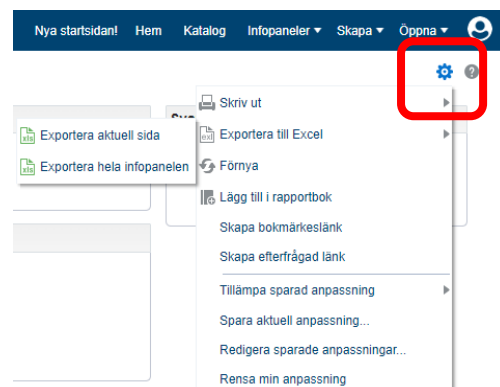 Nya startsidan! Hem Katalog Infopaneler Skapa Öppna
Skriv ut
Exportera till Excel
Exportera aktuell sida
Exportera hela infopanelen
Förnya
Lägg till i rapportbok
Skapa bokmärkeslänk
Skapa efterfrågad länk
Tillämpa sparad anpassning
Spara aktuell anpassning...
Redigera sparade anpassningar...
Rensa min anpassning